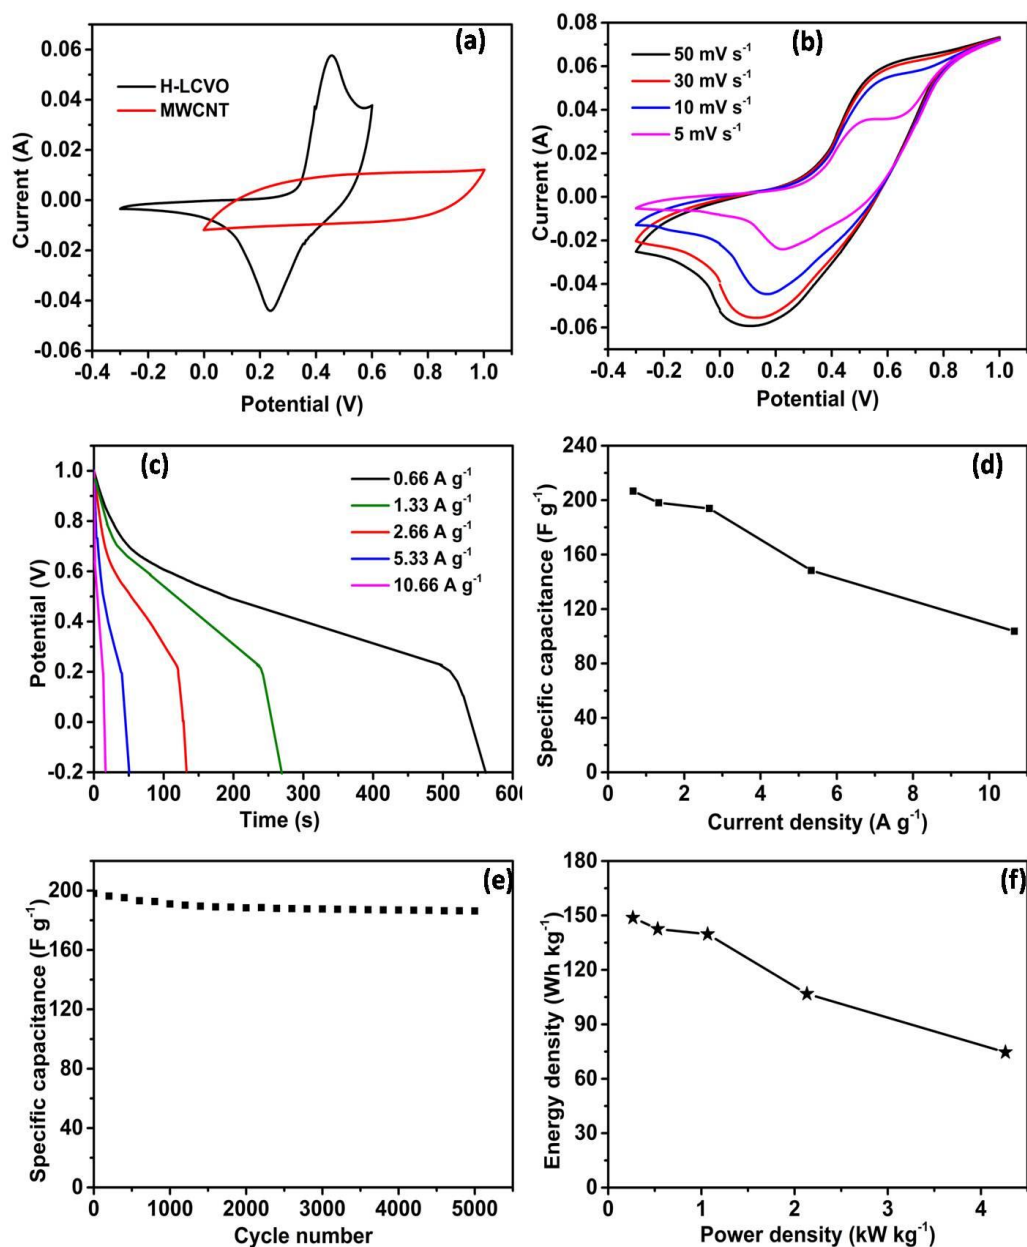 (a)
H-LCVO
MWCNT
0.06
0.04
0.02
0.00
-0.02
-0.04
-0.06
Current (A)
-0.4 -0.2 0.0 0.2 0.4 0.6 0.8 1.0
Potential (V)
(b)
50 mV s⁻¹
30 mV s⁻¹
10 mV s⁻¹
5 mV s⁻¹
0.08
0.06
0.04
0.02
0.00
-0.02
-0.04
-0.06
Current (A)
-0.4 -0.2 0.0 0.2 0.4 0.6 0.8 1.0
Potential (V)
(c)
0.66 A g⁻¹
1.33 A g⁻¹
2.66 A g⁻¹
5.33 A g⁻¹
10.66 A g⁻¹
1.0
0.8
0.6
0.4
0.2
0.0
-0.2
Potential (V)
0 100 200 300 400 500
Time (s)
(d)
240
200
160
120
80
40
0
Specific capacitance (F g⁻¹)
0 2 4 6 8 10
Current density (A g⁻¹)
(e)
200
160
120
80
40
0
Specific capacitance (F g⁻¹)
0 1000 2000 3000 4000 5000
Cycle number
(f)
180
150
120
90
75
0
Energy density (Wh kg⁻¹)
0 1 2 3 4
Power density (kW kg⁻¹)